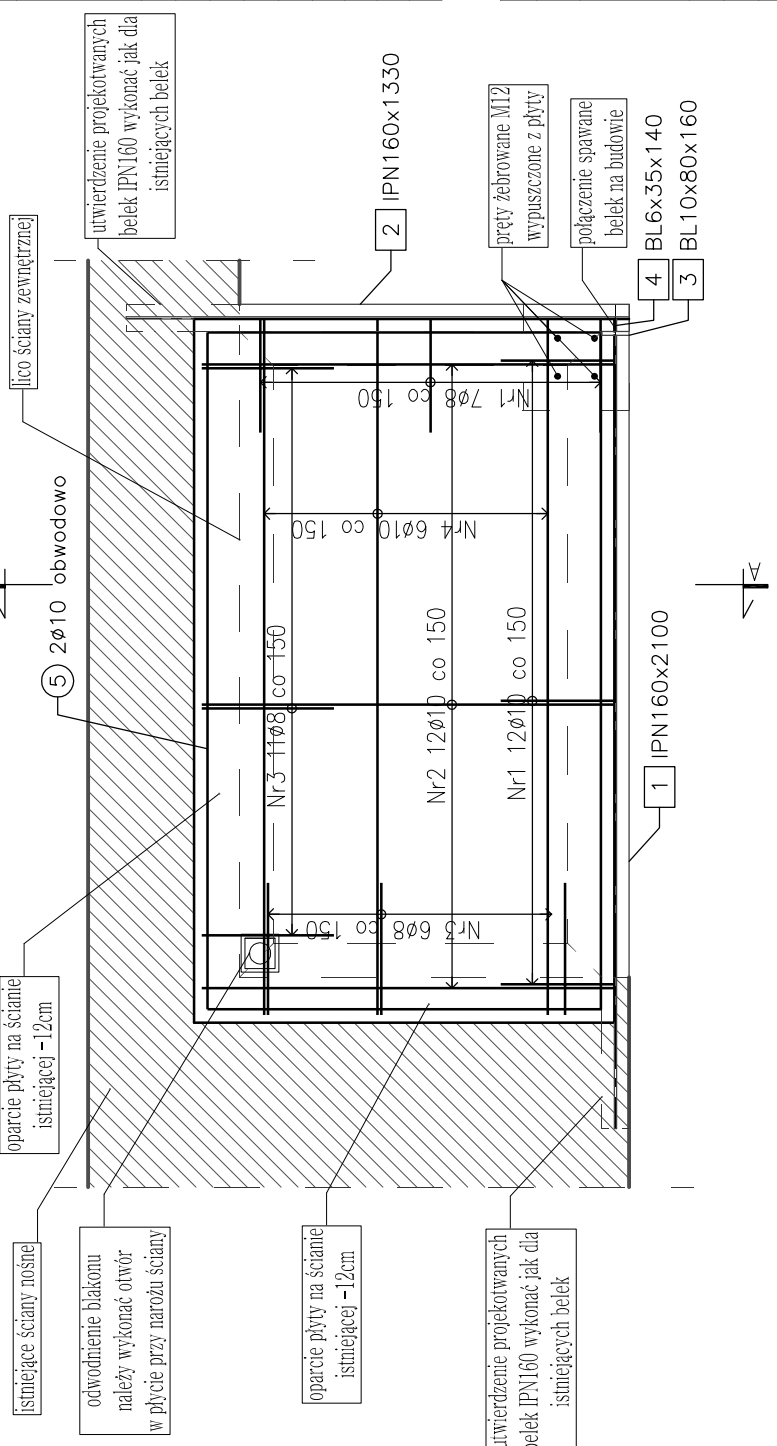 utwierdzenie projekotwanych
belek IPN160 wykonać jak dla
istniejących belek
lico ściany zewnętrznej
2 IPN160x1330
pręty żebrowane M12
wypuszczone z płyty
połączenie spawane
belek na budowie
4 BL6x35x140
3 BL10x80x160
5 2ø10 obwodowo
Nr1 7ø8 co 150
Nr4 6ø10 co 150
Nr3 11ø8 co 150
Nr2 12ø10 co 150
Nr1 12ø10 co 150
Nr3 6ø8 co 150
A
1 IPN160x2100
oparcie płyty na ścianie
istniejącej -12cm
istniejące ściany nośne
odwodnienie blakonu
należy wykonać otwór
w płycie przy narożu ściany
oparcie płyty na ścianie
istniejącej -12cm
utwierdzenie projekotwanych
belek IPN160 wykonać jak dla
istniejących belek